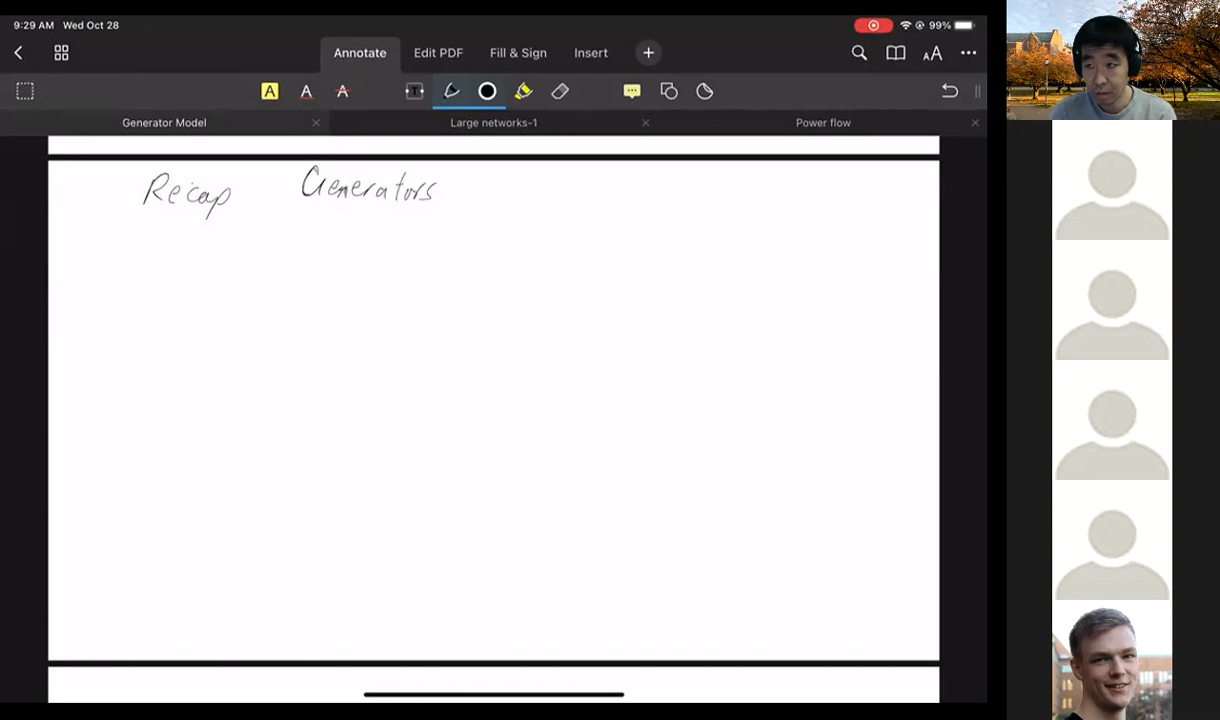 9:29 AM Wed Oct 28
99%
Annotate Edit PDF Fill & Sign Insert
A A A T
AA
Generator Model Large networks-1 Power flow
Recap Generators